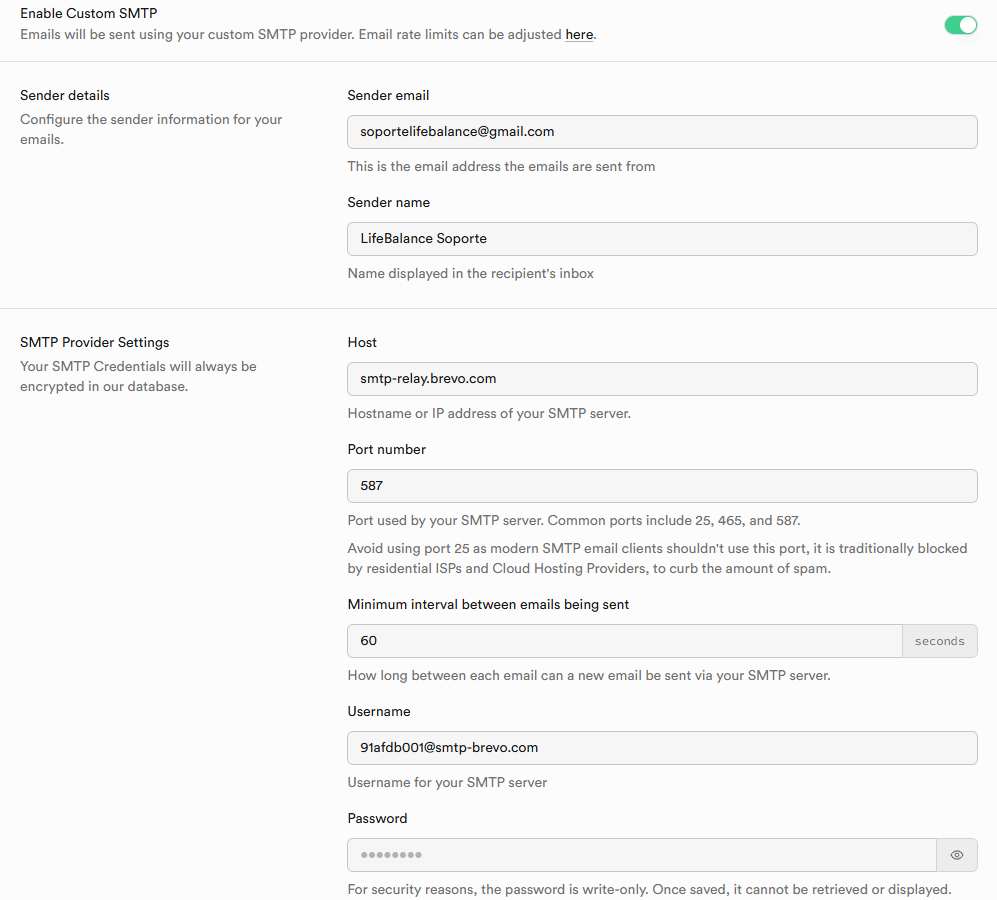 Enable Custom SMTP
Emails will be sent using your custom SMTP provider. Email rate limits can be adjusted here.
Sender details
Configure the sender information for your
emails.
Sender email
soportelifebalance@gmail.com
This is the email address the emails are sent from
Sender name
LifeBalance Soporte
Name displayed in the recipient's inbox
SMTP Provider Settings
Your SMTP Credentials will always be
encrypted in our database.
Host
smtp-relay.brevo.com
Hostname or IP address of your SMTP server.
Port number
587
Port used by your SMTP server. Common ports include 25, 465, and 587.
Avoid using port 25 as modern SMTP email clients shouldn't use this port, it is traditionally blocked
by residential ISPs and Cloud Hosting Providers, to curb the amount of spam.
Minimum interval between emails being sent
60
seconds
How long between each email can a new email be sent via your SMTP server.
Username
91afdb001@smtp-brevo.com
Username for your SMTP server
Password
••••••••
For security reasons, the password is write-only. Once saved, it cannot be retrieved or displayed.